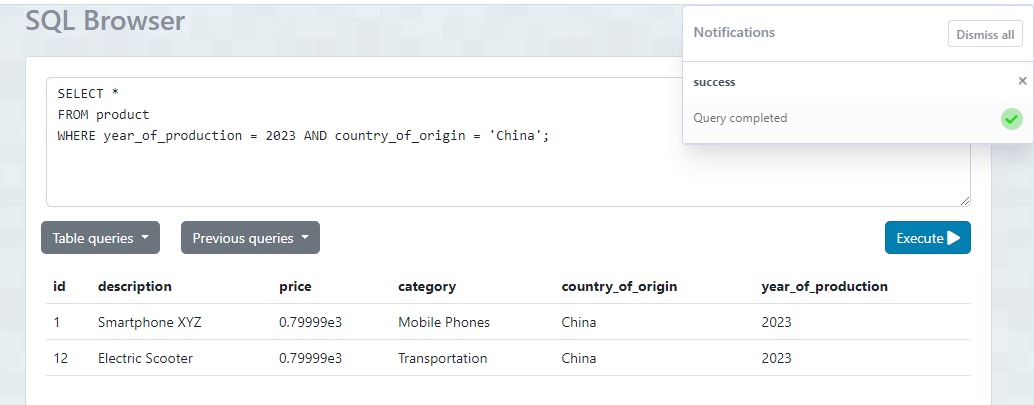 SQL Browser
Notifications
Dismiss all
success ×
Query completed
SELECT *
FROM product
WHERE year_of_production = 2023 AND country_of_origin = 'China';
Table queries Previous queries Execute
id description price category country_of_origin year_of_production
1 Smartphone XYZ 0.79999e3 Mobile Phones China 2023
12 Electric Scooter 0.79999e3 Transportation China 2023